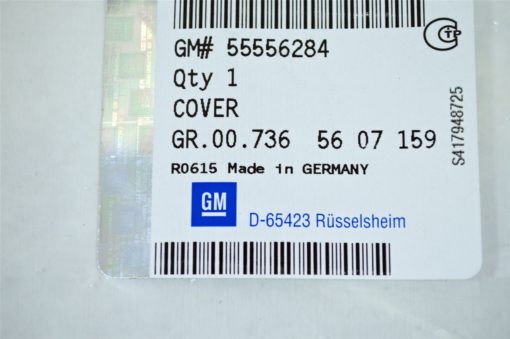 GM# 55556284
Qty 1
COVER
GR.00.736 56 07 159
R0615 Made in GERMANY
GM
D-65423 Rüsselsheim
S417948725